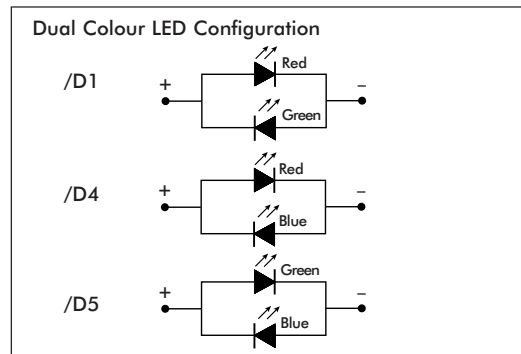 Dual Colour LED Configuration
Red
/D1 + −
Green
Red
/D4 + −
Blue
Green
/D5 + −
Blue